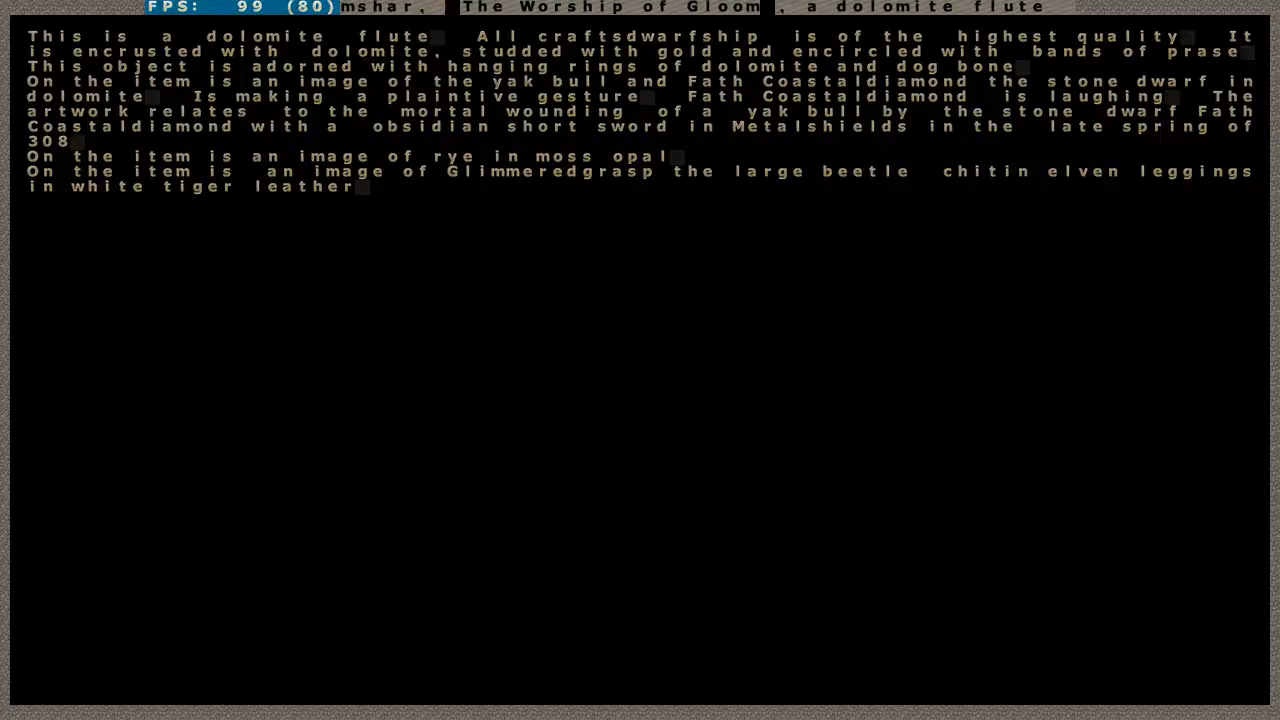 FPS: 99 (80)mshar, The Worship of Gloom, a dolomite flute
This is a dolomite flute All craftsdwarfship is of the highest quality It
is encrusted with dolomite, studded with gold and encircled with bands of prase
This object is adorned with hanging rings of dolomite and dog bone
On the item is an image of the yak bull and Fath Coastaldiamond the stone dwarf in
dolomite Is making a plaintive gesture Fath Coastaldiamond is laughing The
artwork relates to the mortal wounding of a yak bull by the stone dwarf Fath
Coastaldiamond with a obsidian short sword in Metalshields in the late spring of
308
On the item is an image of rye in moss opal
On the item is an image of Glimmeredgrasp the large beetle chitin elven leggings
in white tiger leather